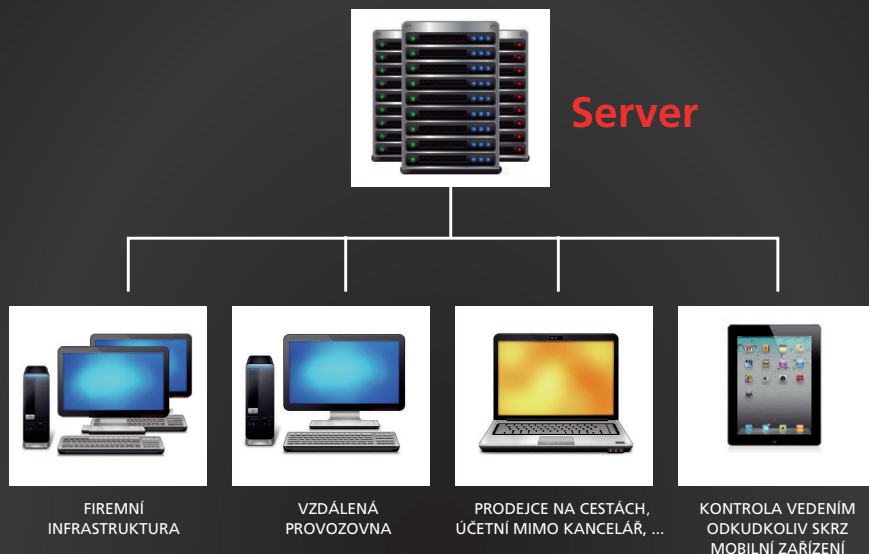 Server
FIREMNÍ
INFRASTRUKTURA
VZDÁLENÁ
PROVOZOVNA
PRODEJCE NA CESTÁCH,
ÚČETNÍ MIMO KANCELÁŘ, ...
KONTROLA VEDENÍM
ODKUDKOLIV SKRZ
MOBILNÍ ZAŘÍZENÍ